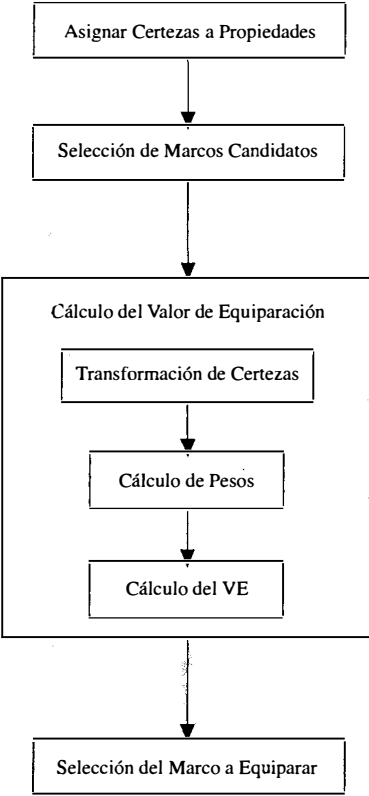 Asignar Certezas a Propiedades
Selección de Marcos Candidatos
Cálculo del Valor de Equiparación
Transformación de Certezas
Cálculo de Pesos
Cálculo del VE
Selección del Marco a Equiparar